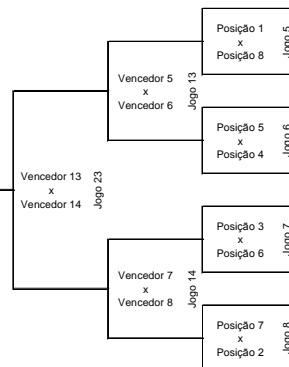 Posição 1
x
Posição 8
Jogo 5
Vencedor 5
x
Vencedor 6
Jogo 13
Posição 5
x
Posição 4
Jogo 6
Vencedor 13
x
Vencedor 14
Jogo 23
Posição 3
x
Posição 6
Jogo 7
Vencedor 7
x
Vencedor 8
Jogo 14
Posição 7
x
Posição 2
Jogo 8